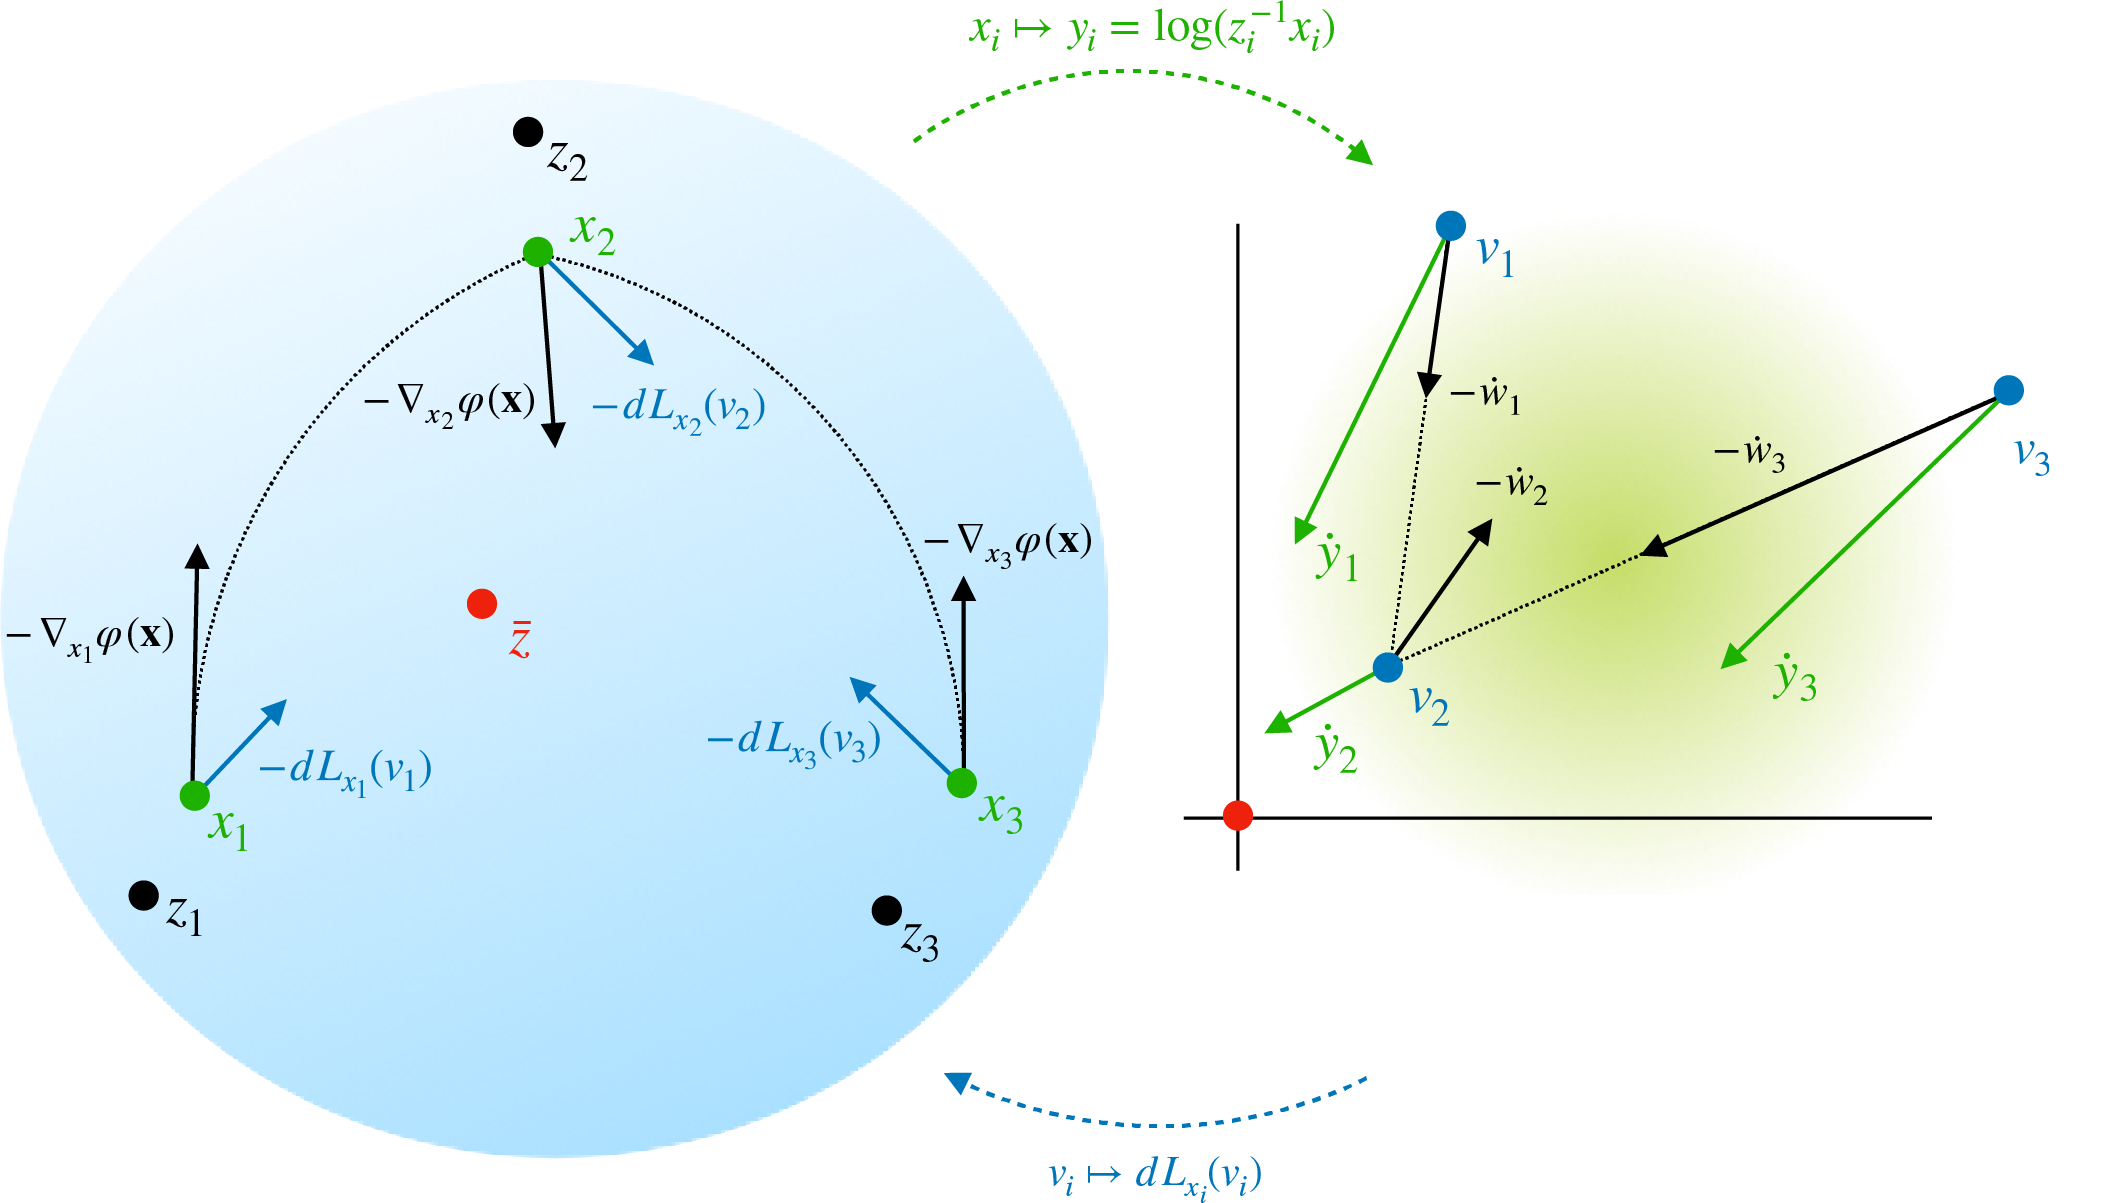 xᵢ ↦ yᵢ = log(zᵢ⁻¹xᵢ)
z₂
x₂
v₁
−∇ₓ₂φ(𝐱)
−dLₓ₂(v₂)
−ẇ₁
v₃
−ẇ₃
−ẇ₂
−∇ₓ₃φ(𝐱)
ẏ₁
−∇ₓ₁φ(𝐱)
z̄
v₂
ẏ₃
−dLₓ₃(v₃)
ẏ₂
−dLₓ₁(v₁)
x₁
x₃
z₁
z₃
vᵢ ↦ dLₓᵢ(vᵢ)